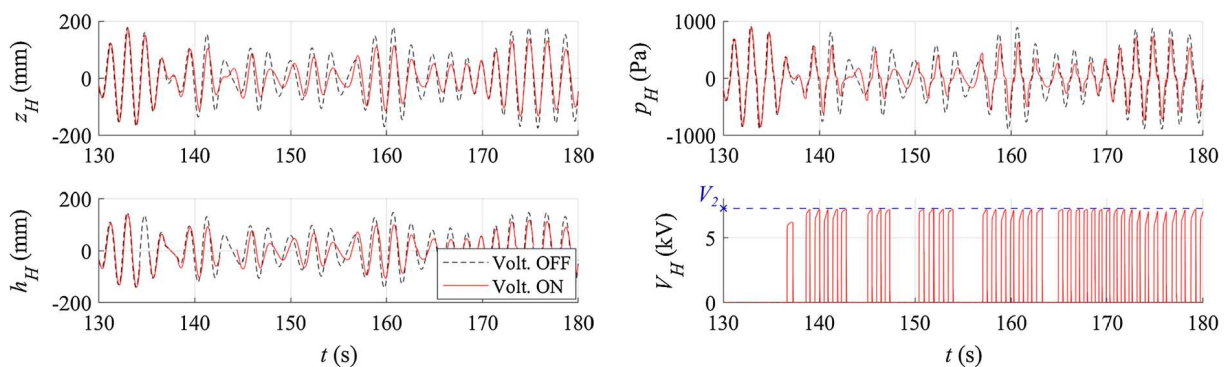 z_H (mm)
200
0
-200
130 140 150 160 170 180
p_H (Pa)
1000
0
-1000
130 140 150 160 170 180
h_H (mm)
200
0
-200
130 140 150 160 170 180
t (s)
Volt. OFF
Volt. ON
V_H (kV)
V_2
5
0
130 140 150 160 170 180
t (s)